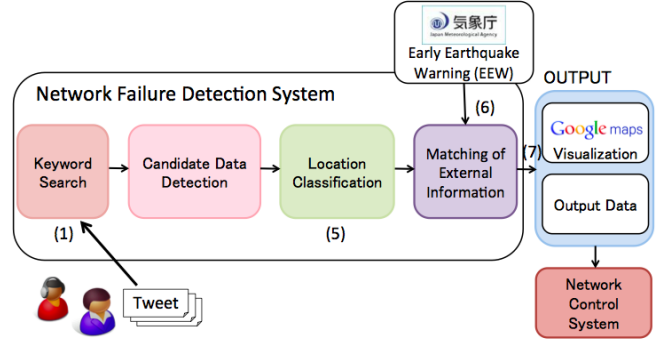 気象庁
Japan Meteorological Agency
Early Earthquake
Warning (EEW)
OUTPUT
Network Failure Detection System
(6)
Google maps
Visualization
Keyword
Search
Candidate Data
Detection
Location
Classification
Matching of
External
Information
(7)
Output Data
(1)
(5)
Tweet
Network
Control
System